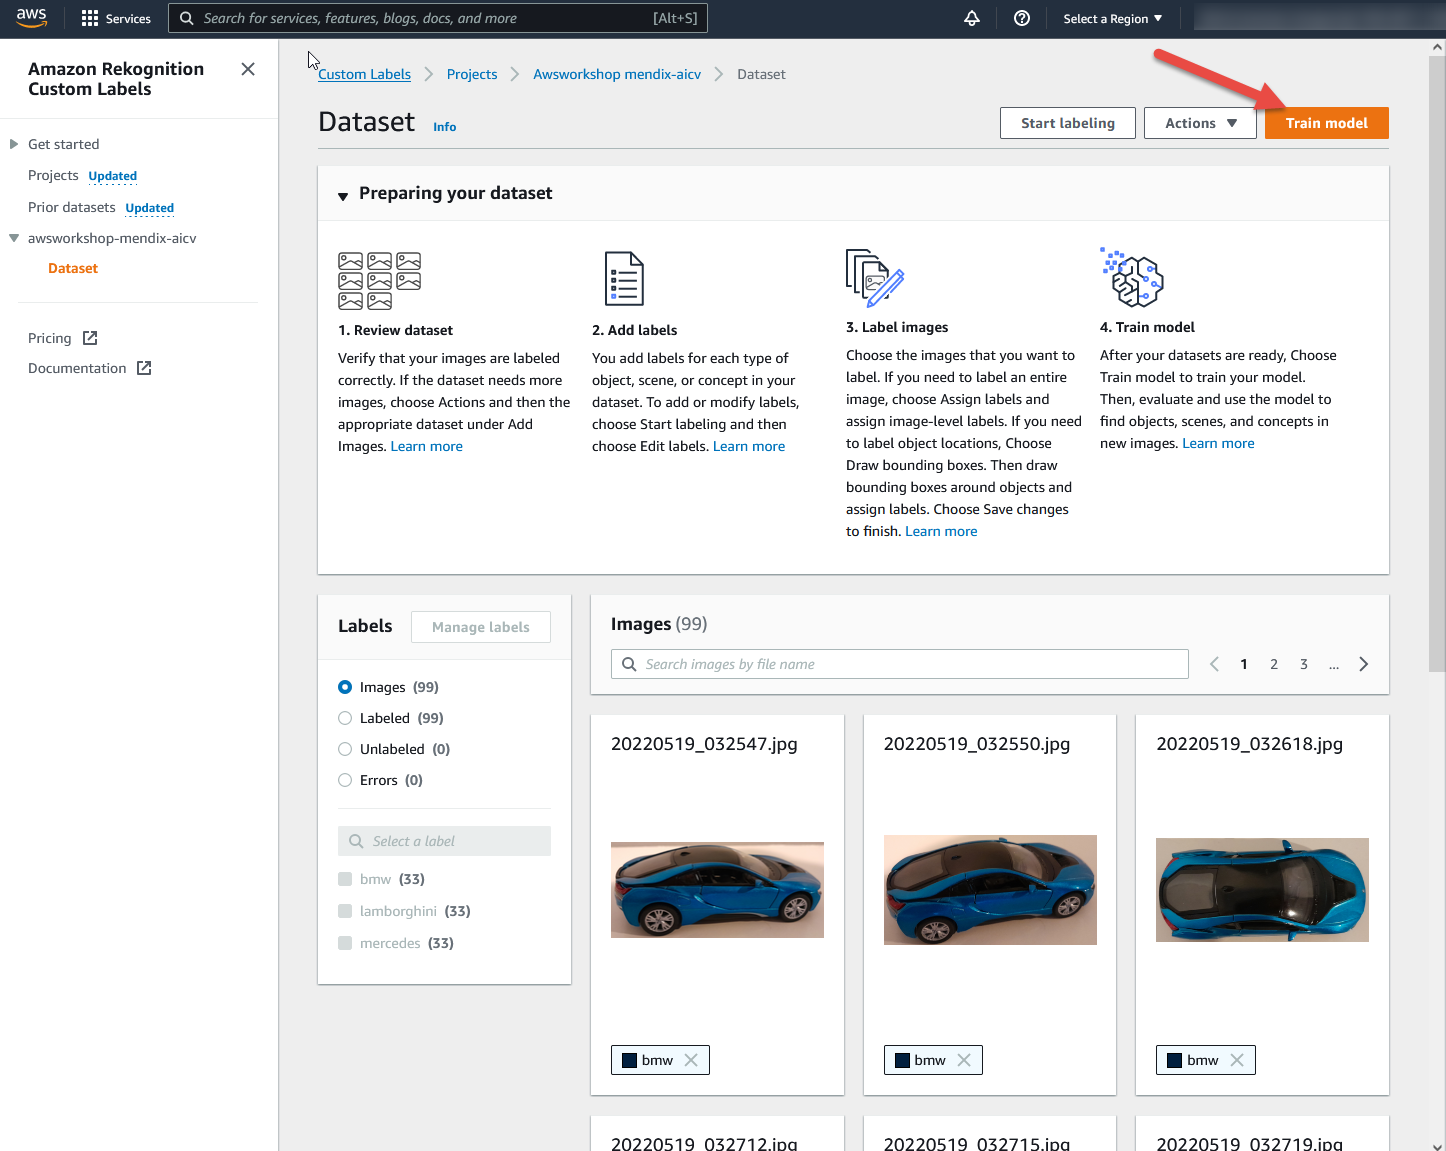 aws
Services
Search for services, features, blogs, docs, and more
[Alt+S]
Select a Region
Amazon Rekognition
Custom Labels
Get started
Projects Updated
Prior datasets Updated
awsworkshop-mendix-aicv
Dataset
Pricing
Documentation
Custom Labels Projects Awsworkshop mendix-aicv Dataset
Dataset Info
Start labeling
Actions
Train model
Preparing your dataset
1. Review dataset
Verify that your images are labeled
correctly. If the dataset needs more
images, choose Actions and then the
appropriate dataset under Add
Images. Learn more
2. Add labels
You add labels for each type of
object, scene, or concept in your
dataset. To add or modify labels,
choose Start labeling and then
choose Edit labels. Learn more
3. Label images
Choose the images that you want to
label. If you need to label an entire
image, choose Assign labels and
assign image-level labels. If you need
to label object locations, Choose
Draw bounding boxes. Then draw
bounding boxes around objects and
assign labels. Choose Save changes
to finish. Learn more
4. Train model
After your datasets are ready, Choose
Train model to train your model.
Then, evaluate and use the model to
find objects, scenes, and concepts in
new images. Learn more
Labels
Manage labels
Images (99)
Labeled (99)
Unlabeled (0)
Errors (0)
Select a label
bmw (33)
lamborghini (33)
mercedes (33)
Images (99)
Search images by file name
1 2 3 ...
20220519_032547.jpg
bmw
20220519_032550.jpg
bmw
20220519_032618.jpg
bmw
20220519_032712.jpg
20220519_032715.jpg
20220519_032719.jpg